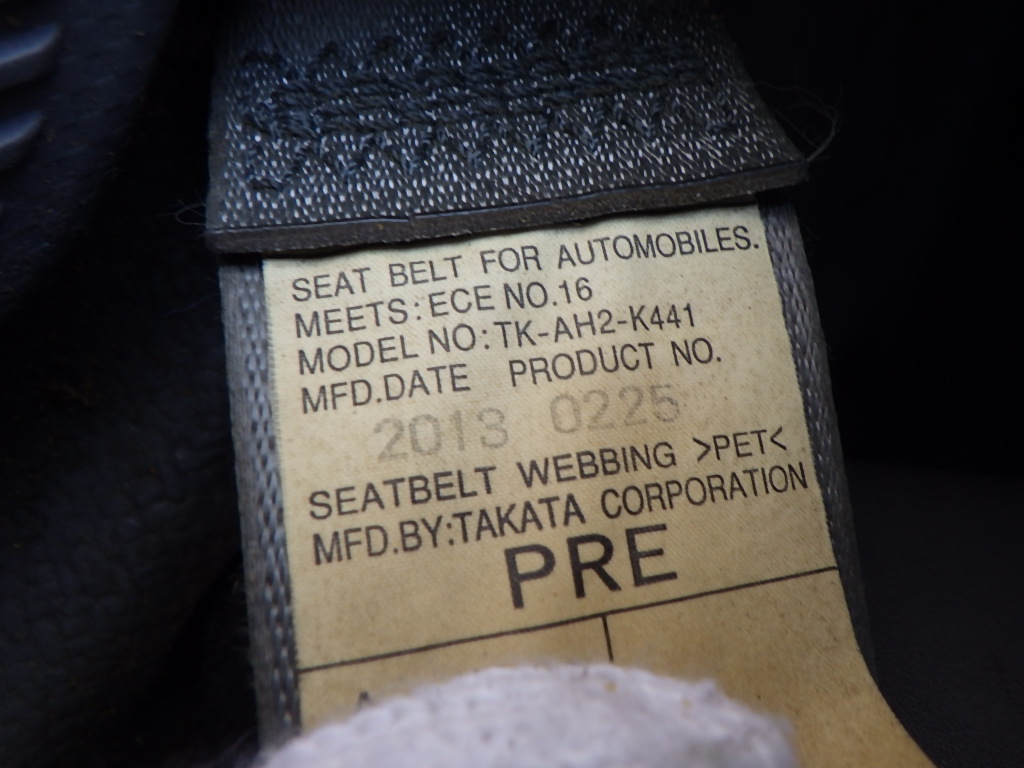 SEAT BELT FOR AUTOMOBILES.
MEETS:ECE NO.16
MODEL NO:TK-AH2-K441
MFD.DATE PRODUCT NO.
2013 0225
SEATBELT WEBBING >PET<
MFD.BY:TAKATA CORPORATION
PRE